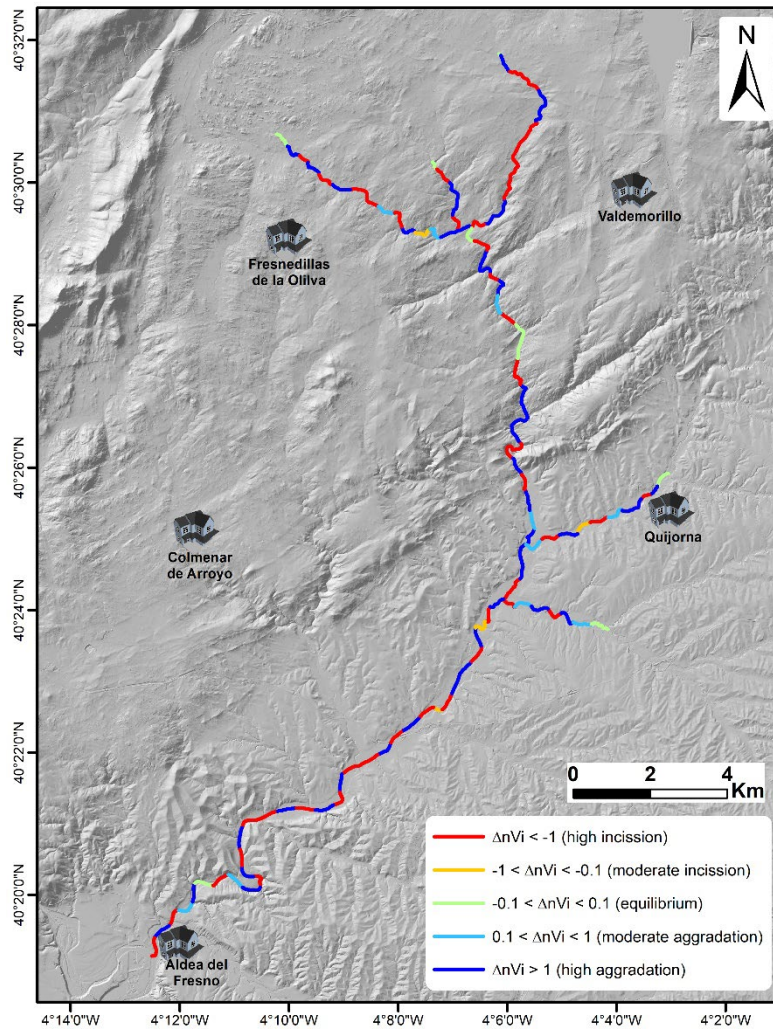 40°32'0"N
N
40°30'0"N
Valdemorillo
Fresnedillas
de la Olilva
40°28'0"N
40°26'0"N
Quijorna
Colmenar
de Arroyo
40°24'0"N
40°22'0"N
0 2 4
Km
ΔnVi < -1 (high incission)
-1 < ΔnVi < -0.1 (moderate incission)
-0.1 < ΔnVi < 0.1 (equilibrium)
0.1 < ΔnVi < 1 (moderate aggradation)
ΔnVi > 1 (high aggradation)
40°20'0"N
Aldea del
Fresno
4°14'0"W 4°12'0"W 4°10'0"W 4°8'0"W 4°6'0"W 4°4'0"W 4°2'0"W